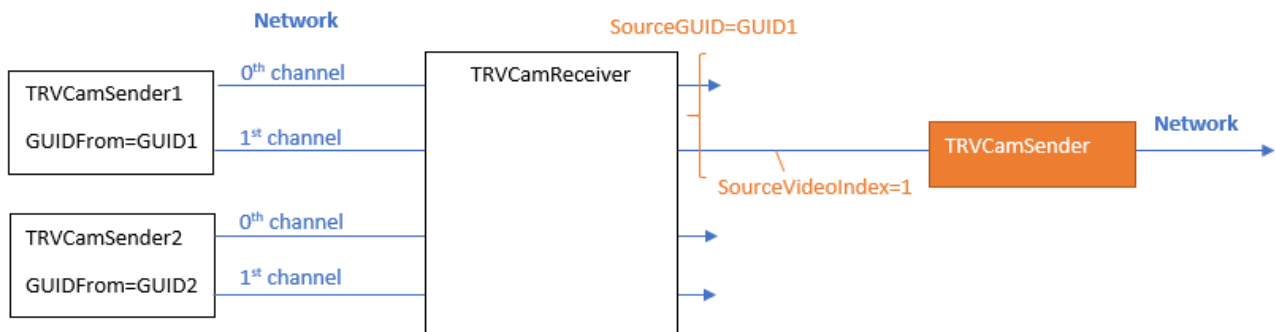 Network
SourceGUID=GUID1
0th channel
TRVCamReceiver
TRVCamSender1
GUIDFrom=GUID1
1st channel
Network
TRVCamSender
SourceVideoIndex=1
0th channel
TRVCamSender2
1st channel
GUIDFrom=GUID2